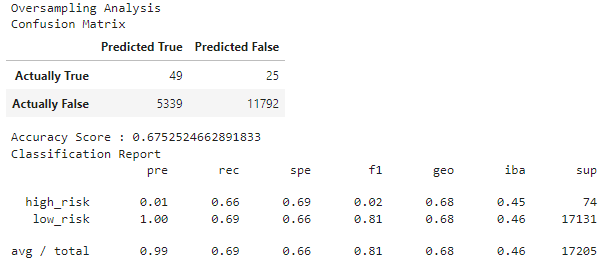 Oversampling Analysis
Confusion Matrix
Predicted True Predicted False
Actually True 49 25
Actually False 5339 11792
Accuracy Score : 0.6752524662891833
Classification Report
pre rec spe f1 geo iba sup
high_risk 0.01 0.66 0.69 0.02 0.68 0.45 74
low_risk 1.00 0.69 0.66 0.81 0.68 0.46 17131
avg / total 0.99 0.69 0.66 0.81 0.68 0.46 17205